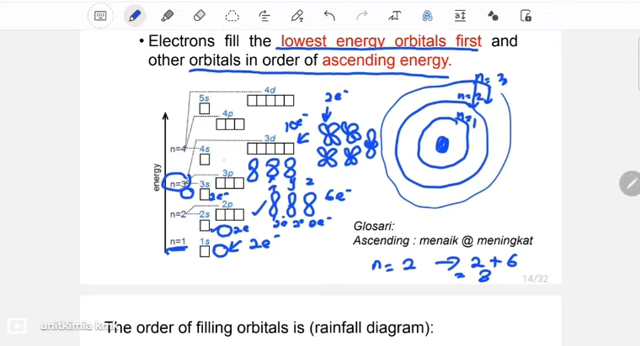 • Electrons fill the lowest energy orbitals first and
other orbitals in order of ascending energy.
4d
5s
4p
n=4
4s
3d
3p
n=3
3s
2p
n=2
2s
n=1
1s
energy
2e⁻
10e⁻
2e⁻
6e⁻
2e
2e⁻
n=3
n=2
n=1
Glosari:
Ascending : menaik @ meningkat
n = 2 → 2 + 6
= 8
14/32
unitkimia
The order of filling orbitals is (rainfall diagram):